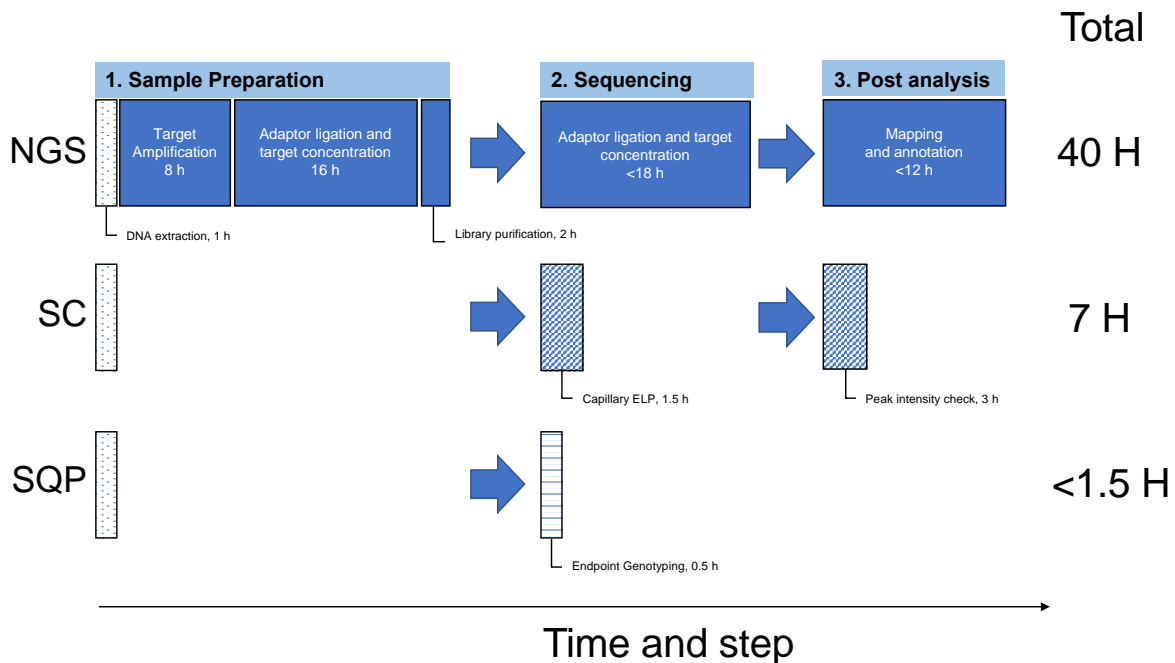 Total
1. Sample Preparation
2. Sequencing
3. Post analysis
NGS
Target
Amplification
8 h
Adaptor ligation and
target concentration
16 h
Adaptor ligation and target
concentration
<18 h
Mapping
and annotation
<12 h
40 H
DNA extraction, 1 h
Library purification, 2 h
SC
7 H
Capillary ELP, 1.5 h
Peak intensity check, 3 h
SQP
<1.5 H
Endpoint Genotyping, 0.5 h
Time and step